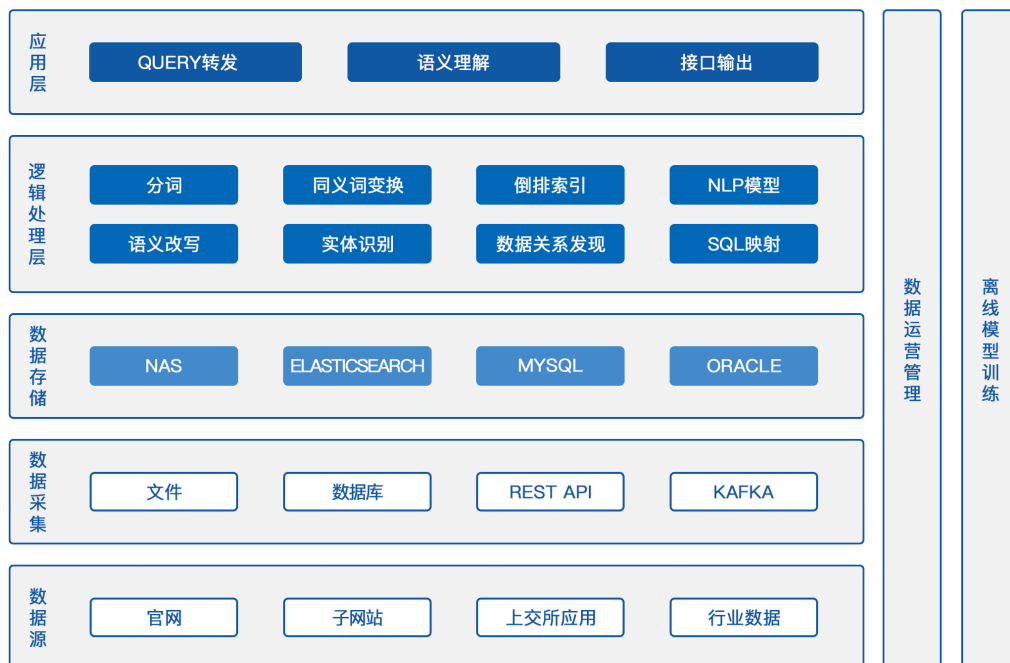 应用层
QUERY转发
语义理解
接口输出
逻辑处理层
分词
同义词变换
倒排索引
NLP模型
语义改写
实体识别
数据关系发现
SQL映射
数据存储
NAS
ELASTICSEARCH
MYSQL
ORACLE
数据采集
文件
数据库
REST API
KAFKA
数据源
官网
子网站
上交所应用
行业数据
数据运营管理
离线模型训练